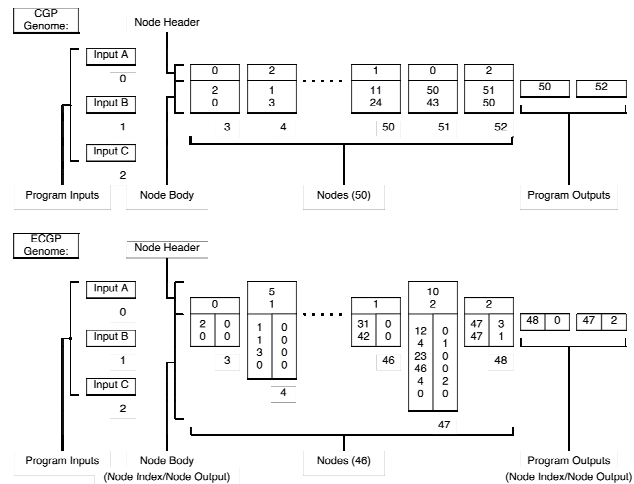 CGP
Genome:
Node Header
Input A
0
Input B
1
Input C
2
0 2 1 0 2
2 1 11 50 51
0 3 24 43 50
50 52
3 4 50 51 52
Program Inputs
Node Body
Nodes (50)
Program Outputs
ECGP
Genome:
Node Header
Input A
0
Input B
1
Input C
2
5 10
0 1 1 2 2
2 0
0 0
3
1 0
1 0
3 0
0 0
4
31 0
42 0
46
12 0
4 1
23 0
46 0
4 2
0 0
47
47 3
47 1
48
48 0 47 2
Program Inputs
Node Body
(Node Index/Node Output)
Nodes (46)
Program Outputs
(Node Index/Node Output)